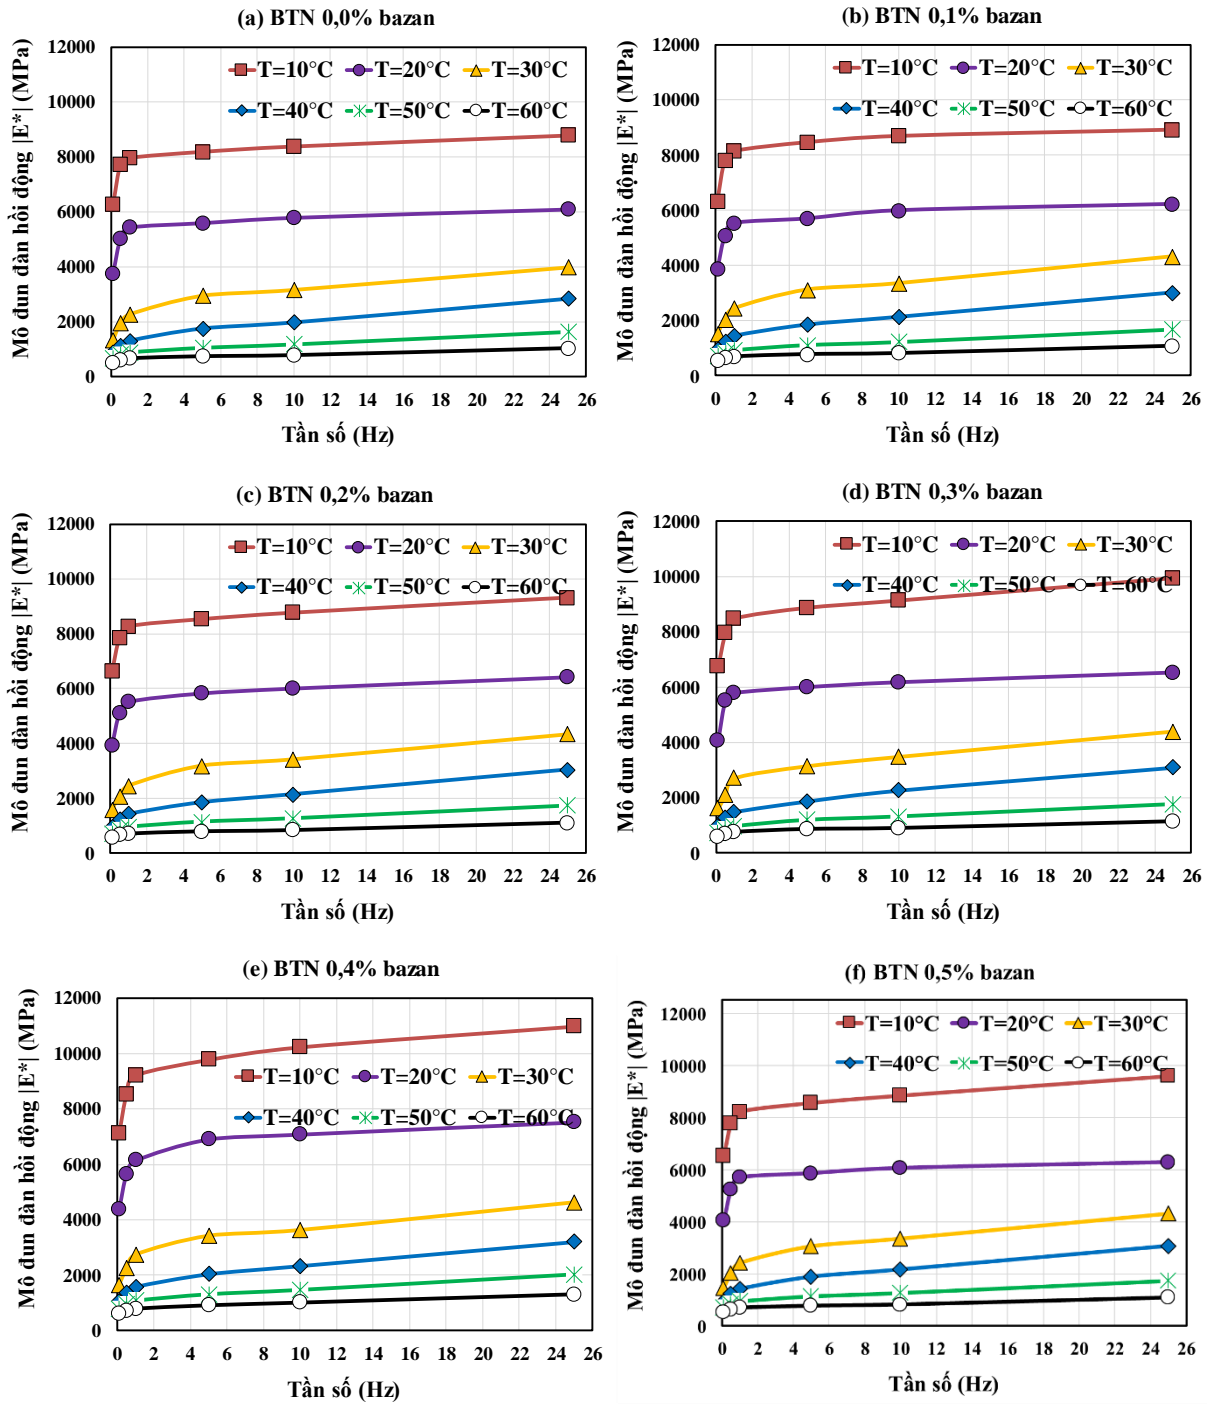 (a) BTN 0,0% bazan
Mô đun đàn hồi động |E*| (MPa)
12000
10000
8000
6000
4000
2000
0
T=10°C T=20°C T=30°C
T=40°C T=50°C T=60°C
0 2 4 6 8 10 12 14 16 18 20 22 24 26
Tần số (Hz)
(b) BTN 0,1% bazan
Mô đun đàn hồi động |E*| (MPa)
12000
10000
8000
6000
4000
2000
0
T=10°C T=20°C T=30°C
T=40°C T=50°C T=60°C
0 2 4 6 8 10 12 14 16 18 20 22 24 26
Tần số (Hz)
(c) BTN 0,2% bazan
Mô đun đàn hồi động |E*| (MPa)
12000
10000
8000
6000
4000
2000
0
T=10°C T=20°C T=30°C
T=40°C T=50°C T=60°C
0 2 4 6 8 10 12 14 16 18 20 22 24 26
Tần số (Hz)
(d) BTN 0,3% bazan
Mô đun đàn hồi động |E*| (MPa)
12000
10000
8000
6000
4000
2000
0
T=10°C T=20°C T=30°C
T=40°C T=50°C T=60°C
0 2 4 6 8 10 12 14 16 18 20 22 24 26
Tần số (Hz)
(e) BTN 0,4% bazan
Mô đun đàn hồi động |E*| (MPa)
12000
10000
8000
6000
4000
2000
0
T=10°C T=20°C T=30°C
T=40°C T=50°C T=60°C
0 2 4 6 8 10 12 14 16 18 20 22 24 26
Tần số (Hz)
(f) BTN 0,5% bazan
Mô đun đàn hồi động |E*| (MPa)
12000
10000
8000
6000
4000
2000
0
T=10°C T=20°C T=30°C
T=40°C T=50°C T=60°C
0 2 4 6 8 10 12 14 16 18 20 22 24 26
Tần số (Hz)